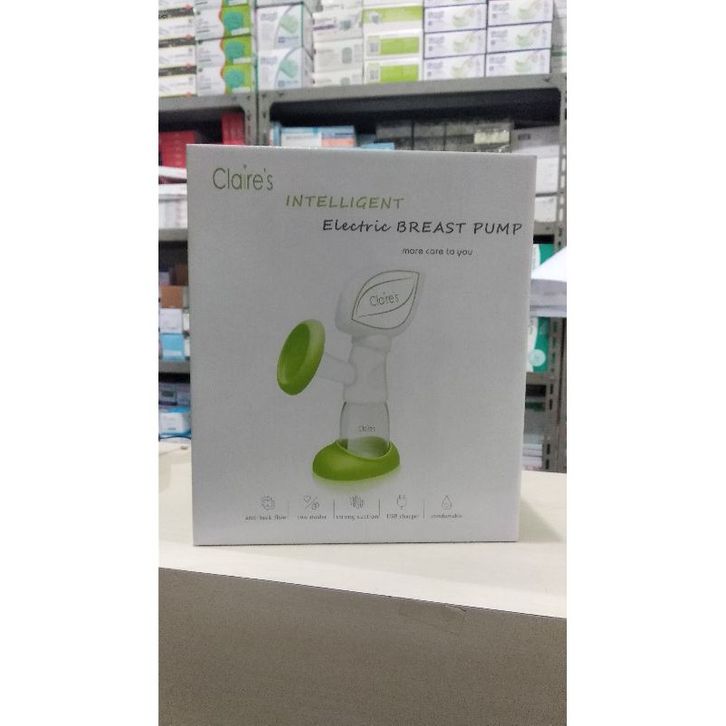 Claire's
INTELLIGENT
Electric BREAST PUMP
more care to you
Claire's
Claire's
anti-back flow two modes strong suction USB charger comfortable